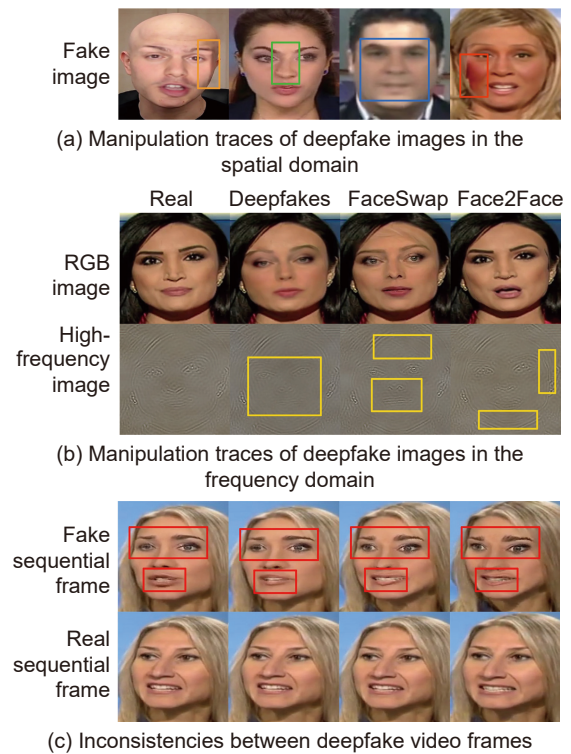 Fake
image
(a) Manipulation traces of deepfake images in the
spatial domain
Real Deepfakes FaceSwap Face2Face
RGB
image
High-
frequency
image
(b) Manipulation traces of deepfake images in the
frequency domain
Fake
sequential
frame
Real
sequential
frame
(c) Inconsistencies between deepfake video frames